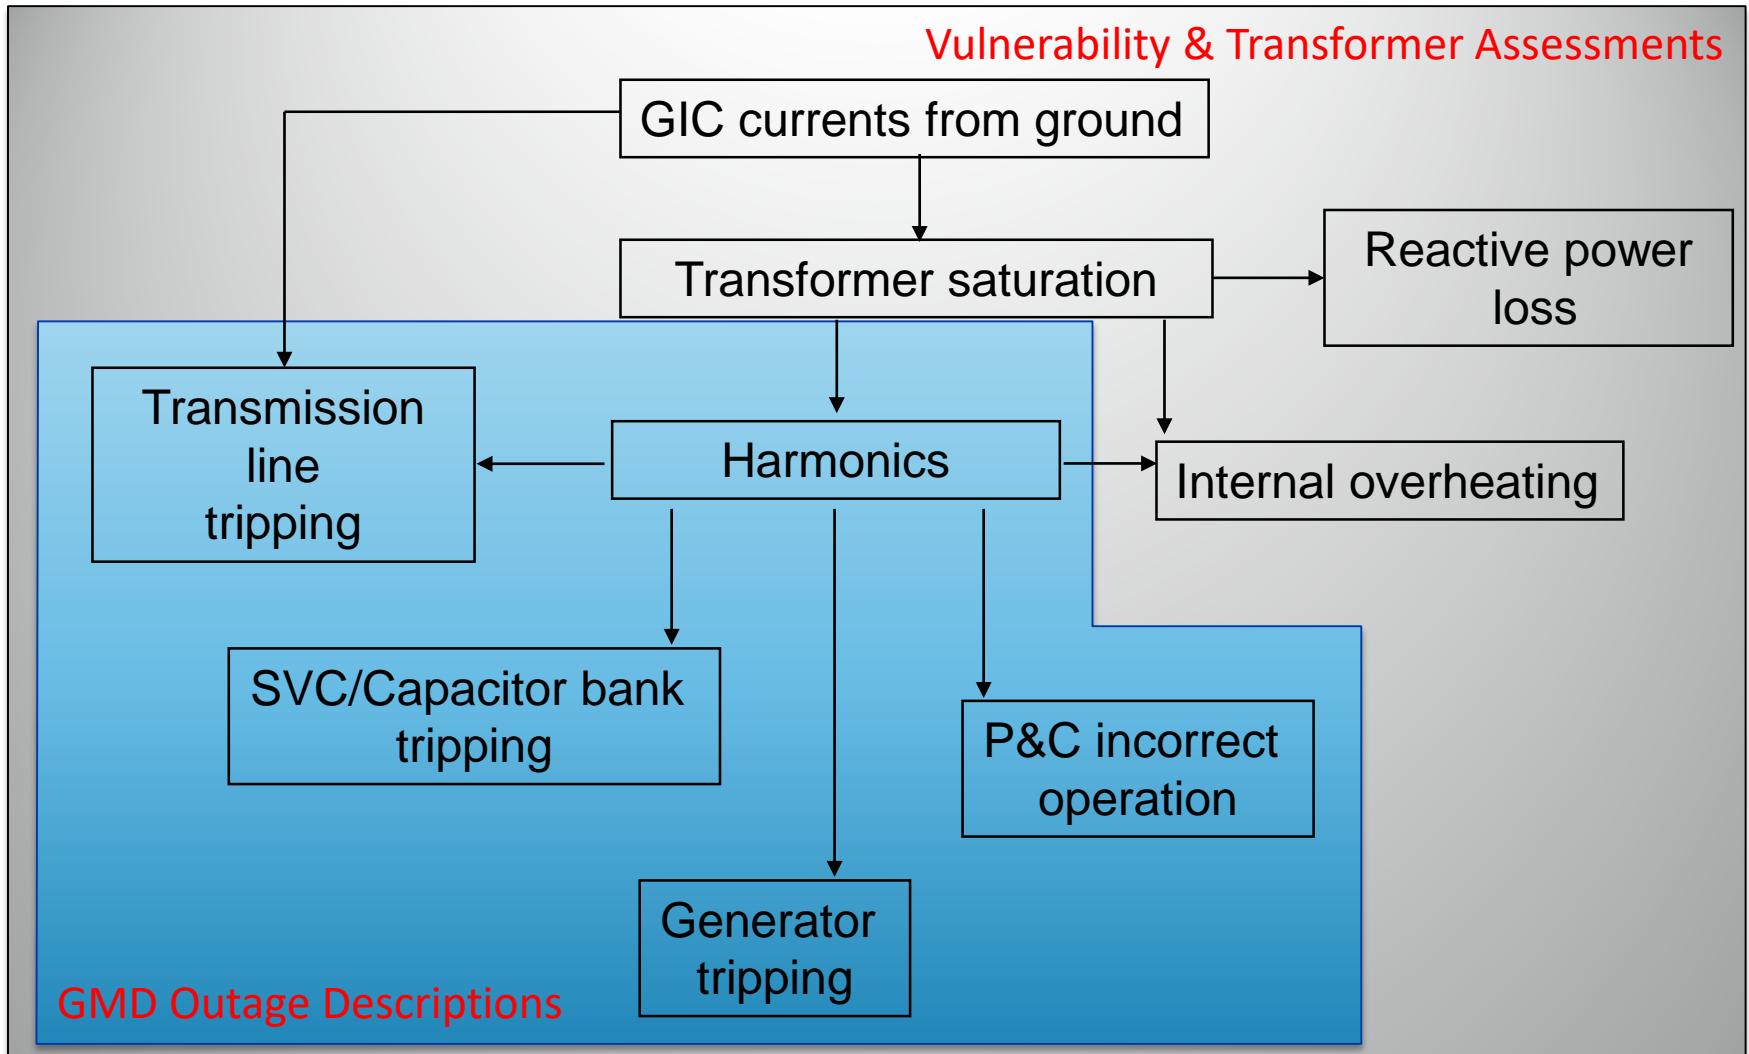 Vulnerability & Transformer Assessments
GIC currents from ground
Transformer saturation
Reactive power
loss
Transmission
line
tripping
Harmonics
Internal overheating
SVC/Capacitor bank
tripping
P&C incorrect
operation
Generator
tripping
GMD Outage Descriptions